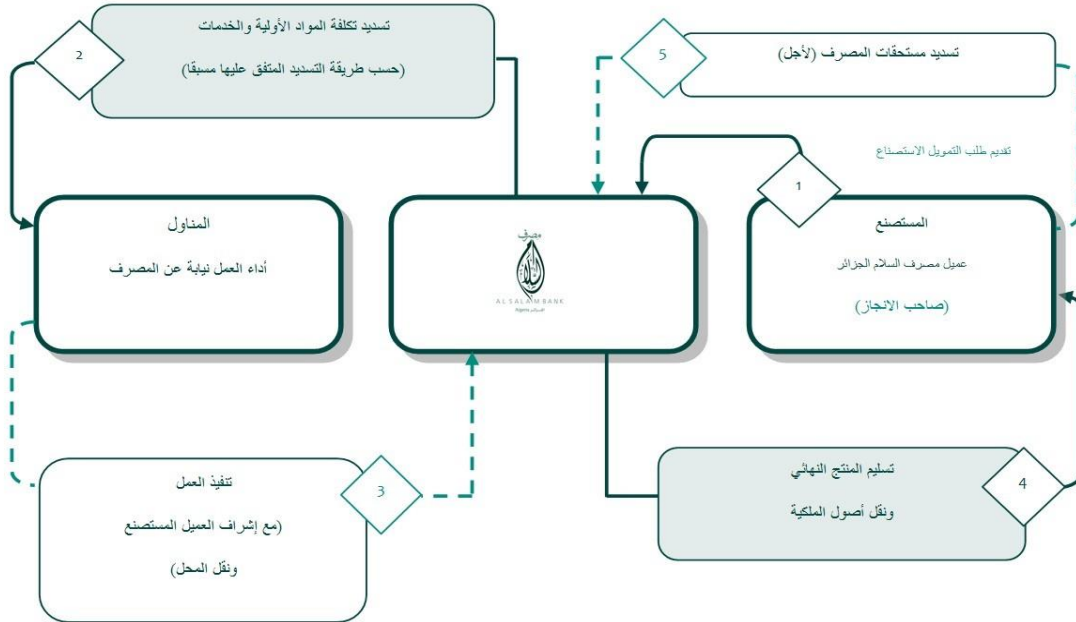 5
تسديد مستحقات المصرف (لأجل)
2
تسديد تكلفة المواد الأولية والخدمات
(حسب طريقة التسديد المتفق عليها مسبقا)
تقديم طلب التمويل الاستصناع
1
المستصنع
عميل مصرف السلام الجزائر
(صاحب الانجاز)
مصرف
السلام
AL SALAM BANK
Algeria الجزائر
المناول
أداء العمل نيابة عن المصرف
4
تسليم المنتج النهائي
ونقل أصول الملكية
3
تنفيذ العمل
(مع إشراف العميل المستصنع
ونقل المحل)